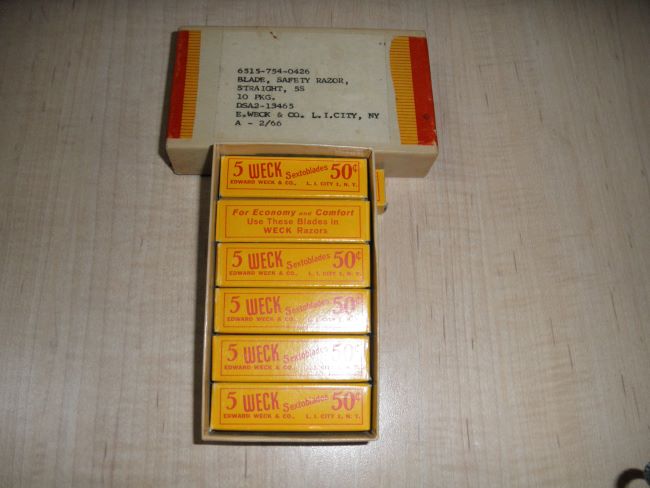 6515-754-0426
BLADE, SAFETY RAZOR,
STRAIGHT, 5S
10 PKG.
DSA2-13465
E.WECK & CO. L.I.CITY, NY
A - 2/66
5 WECK Sextoblades 50¢
EDWARD WECK & CO., L. I. CITY 1, N. Y.
For Economy and Comfort
Use These Blades in
WECK Razors
5 WECK Sextoblades 50¢
EDWARD WECK & CO., L. I. CITY 1, N. Y.
5 WECK Sextoblades 50¢
EDWARD WECK & CO., L. I. CITY 1, N. Y.
5 WECK Sextoblades 50¢
EDWARD WECK & CO., L. I. CITY 1, N. Y.
5 WECK Sextoblades 50¢
EDWARD WECK & CO., L. I. CITY 1, N. Y.